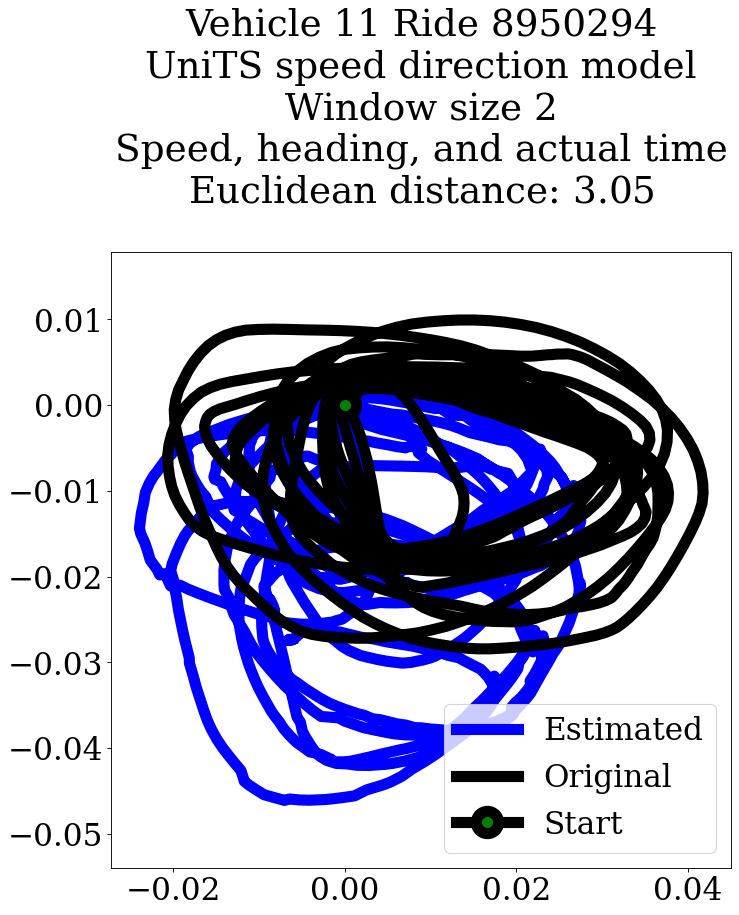 Vehicle 11 Ride 8950294
UniTS speed direction model
Window size 2
Speed, heading, and actual time
Euclidean distance: 3.05
0.01
0.00
−0.01
−0.02
−0.03
−0.04
−0.05
Estimated
Original
Start
−0.02 0.00 0.02 0.04